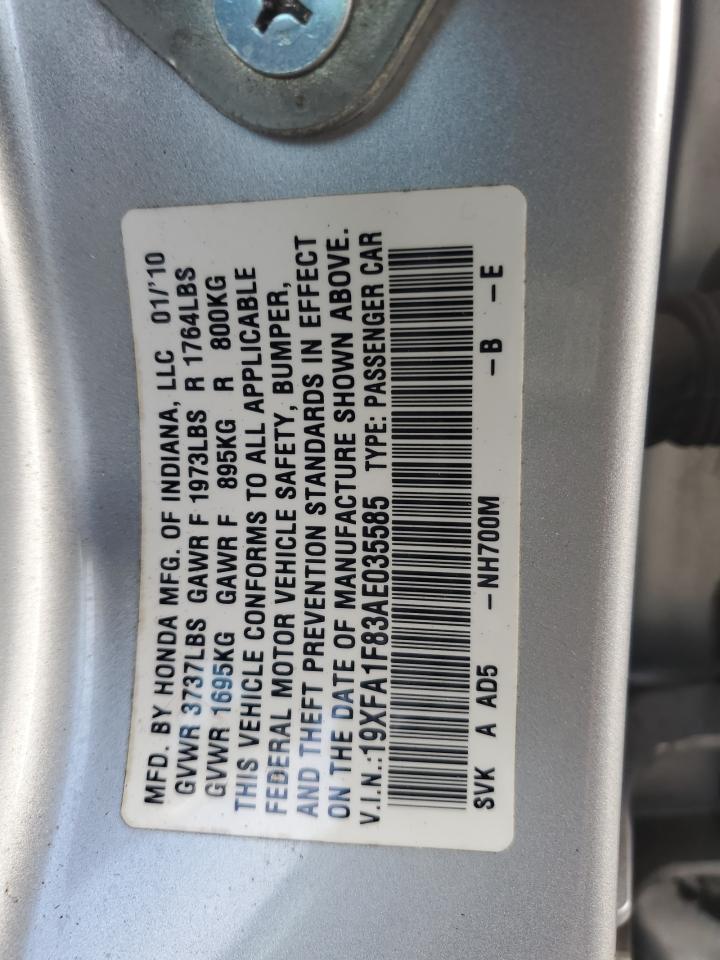 MFD. BY HONDA MFG. OF INDIANA, LLC 01/'10
GVWR 3737LBS GAWR F 1973LBS R 1764LBS
GVWR 1695KG GAWR F 895KG R 800KG
THIS VEHICLE CONFORMS TO ALL APPLICABLE
FEDERAL MOTOR VEHICLE SAFETY, BUMPER,
AND THEFT PREVENTION STANDARDS IN EFFECT
ON THE DATE OF MANUFACTURE SHOWN ABOVE.
V.I.N.:19XFA1F83AE035585 TYPE: PASSENGER CAR
SVK A AD5 -NH700M -B -E